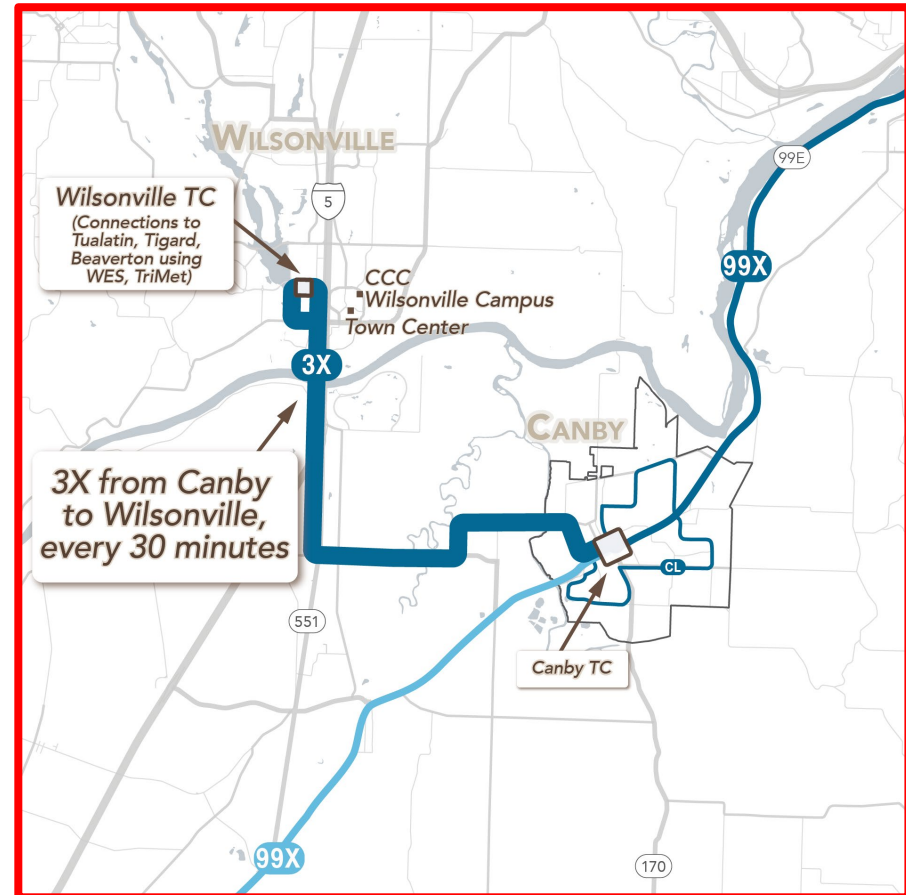 WILSONVILLE
99E
Wilsonville TC
(Connections to
Tualatin, Tigard,
Beaverton using
WES, TriMet)
5
99X
CCC
Wilsonville Campus
Town Center
3X
CANBY
3X from Canby
to Wilsonville,
every 30 minutes
CL
551
Canby TC
99X
170